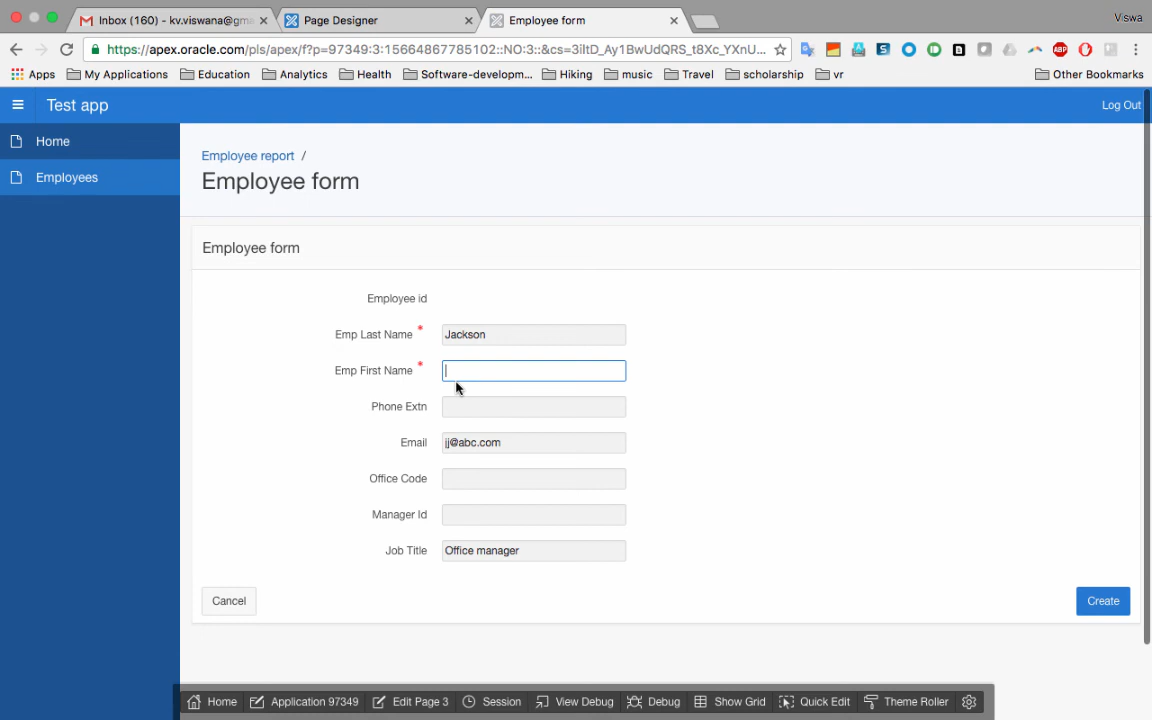 Inbox (160) - kv.viswana@gm
Page Designer
Employee form
Viswa
https://apex.oracle.com/pls/apex/f?p=97349:3:15664867785102::NO:3::&cs=3iltD_Ay1BwUdQRS_t8Xc_YXnU...
Apps
My Applications
Education
Analytics
Health
Software-developm...
Hiking
music
Travel
scholarship
vr
Other Bookmarks
Test app
Log Out
Home
Employees
Employee report /
Employee form
Employee form
Employee id
Emp Last Name * Jackson
Emp First Name *
Phone Extn
Email jj@abc.com
Office Code
Manager Id
Job Title Office manager
Cancel
Create
Home
Application 97349
Edit Page 3
Session
View Debug
Debug
Show Grid
Quick Edit
Theme Roller